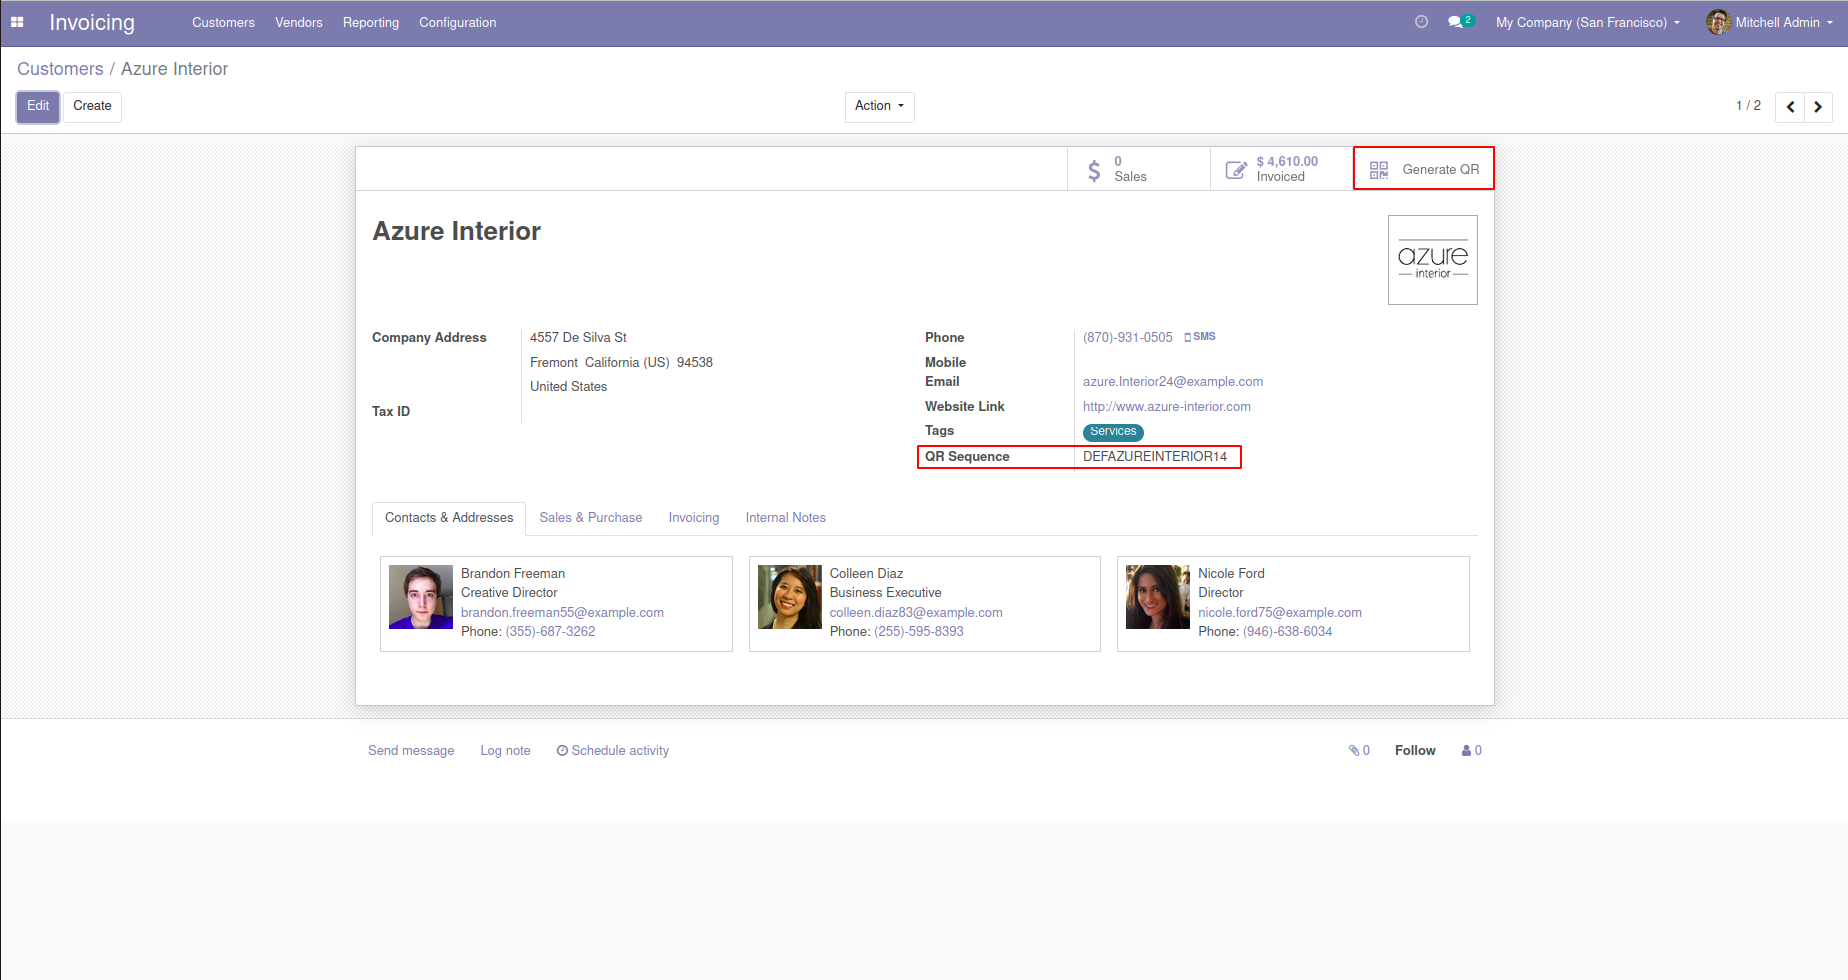 Invoicing Customers Vendors Reporting Configuration 2 My Company (San Francisco) Mitchell Admin
Customers / Azure Interior
Edit Create Action 1 / 2
0
Sales
$ 4,610.00
Invoiced
Generate QR
Azure Interior
azure
interior
Company Address 4557 De Silva St
Fremont California (US) 94538
United States
Tax ID
Phone (870)-931-0505 SMS
Mobile
Email azure.Interior24@example.com
Website Link http://www.azure-interior.com
Tags Services
QR Sequence DEFAZUREINTERIOR14
Contacts & Addresses Sales & Purchase Invoicing Internal Notes
Brandon Freeman
Creative Director
brandon.freeman55@example.com
Phone: (355)-687-3262
Colleen Diaz
Business Executive
colleen.diaz83@example.com
Phone: (255)-595-8393
Nicole Ford
Director
nicole.ford75@example.com
Phone: (946)-638-6034
Send message Log note Schedule activity 0 Follow 0